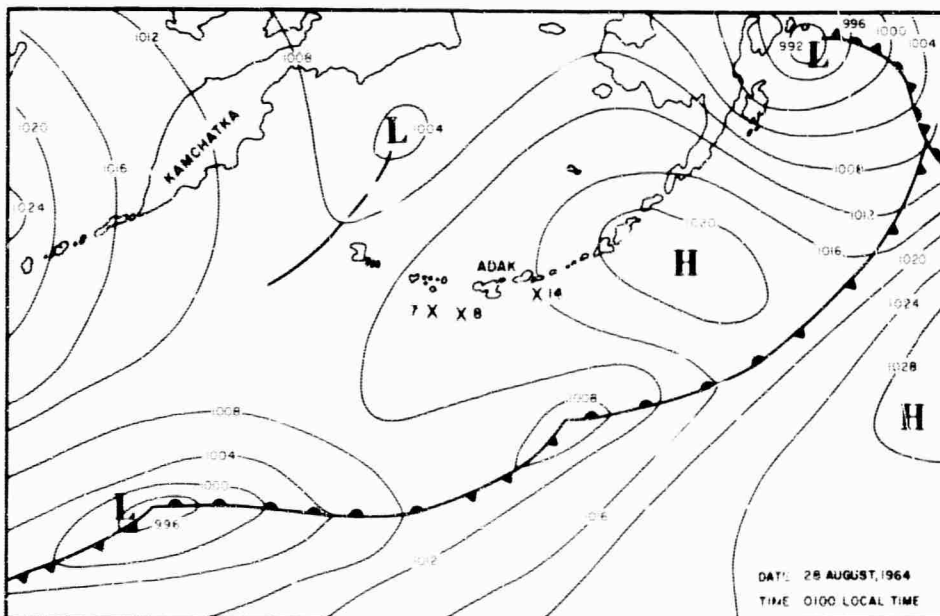 1012
1008
996
1000
1004
992
L
L
1004
1020
KAMCHATKA
1016
1008
1024
1012
1020
1016
1020
H
ADAK
X 14
7 X X 8
1024
1028
1008
1008
H
1004
1000
L
996
1016
1012
DATE 28 AUGUST, 1964
TIME 0100 LOCAL TIME